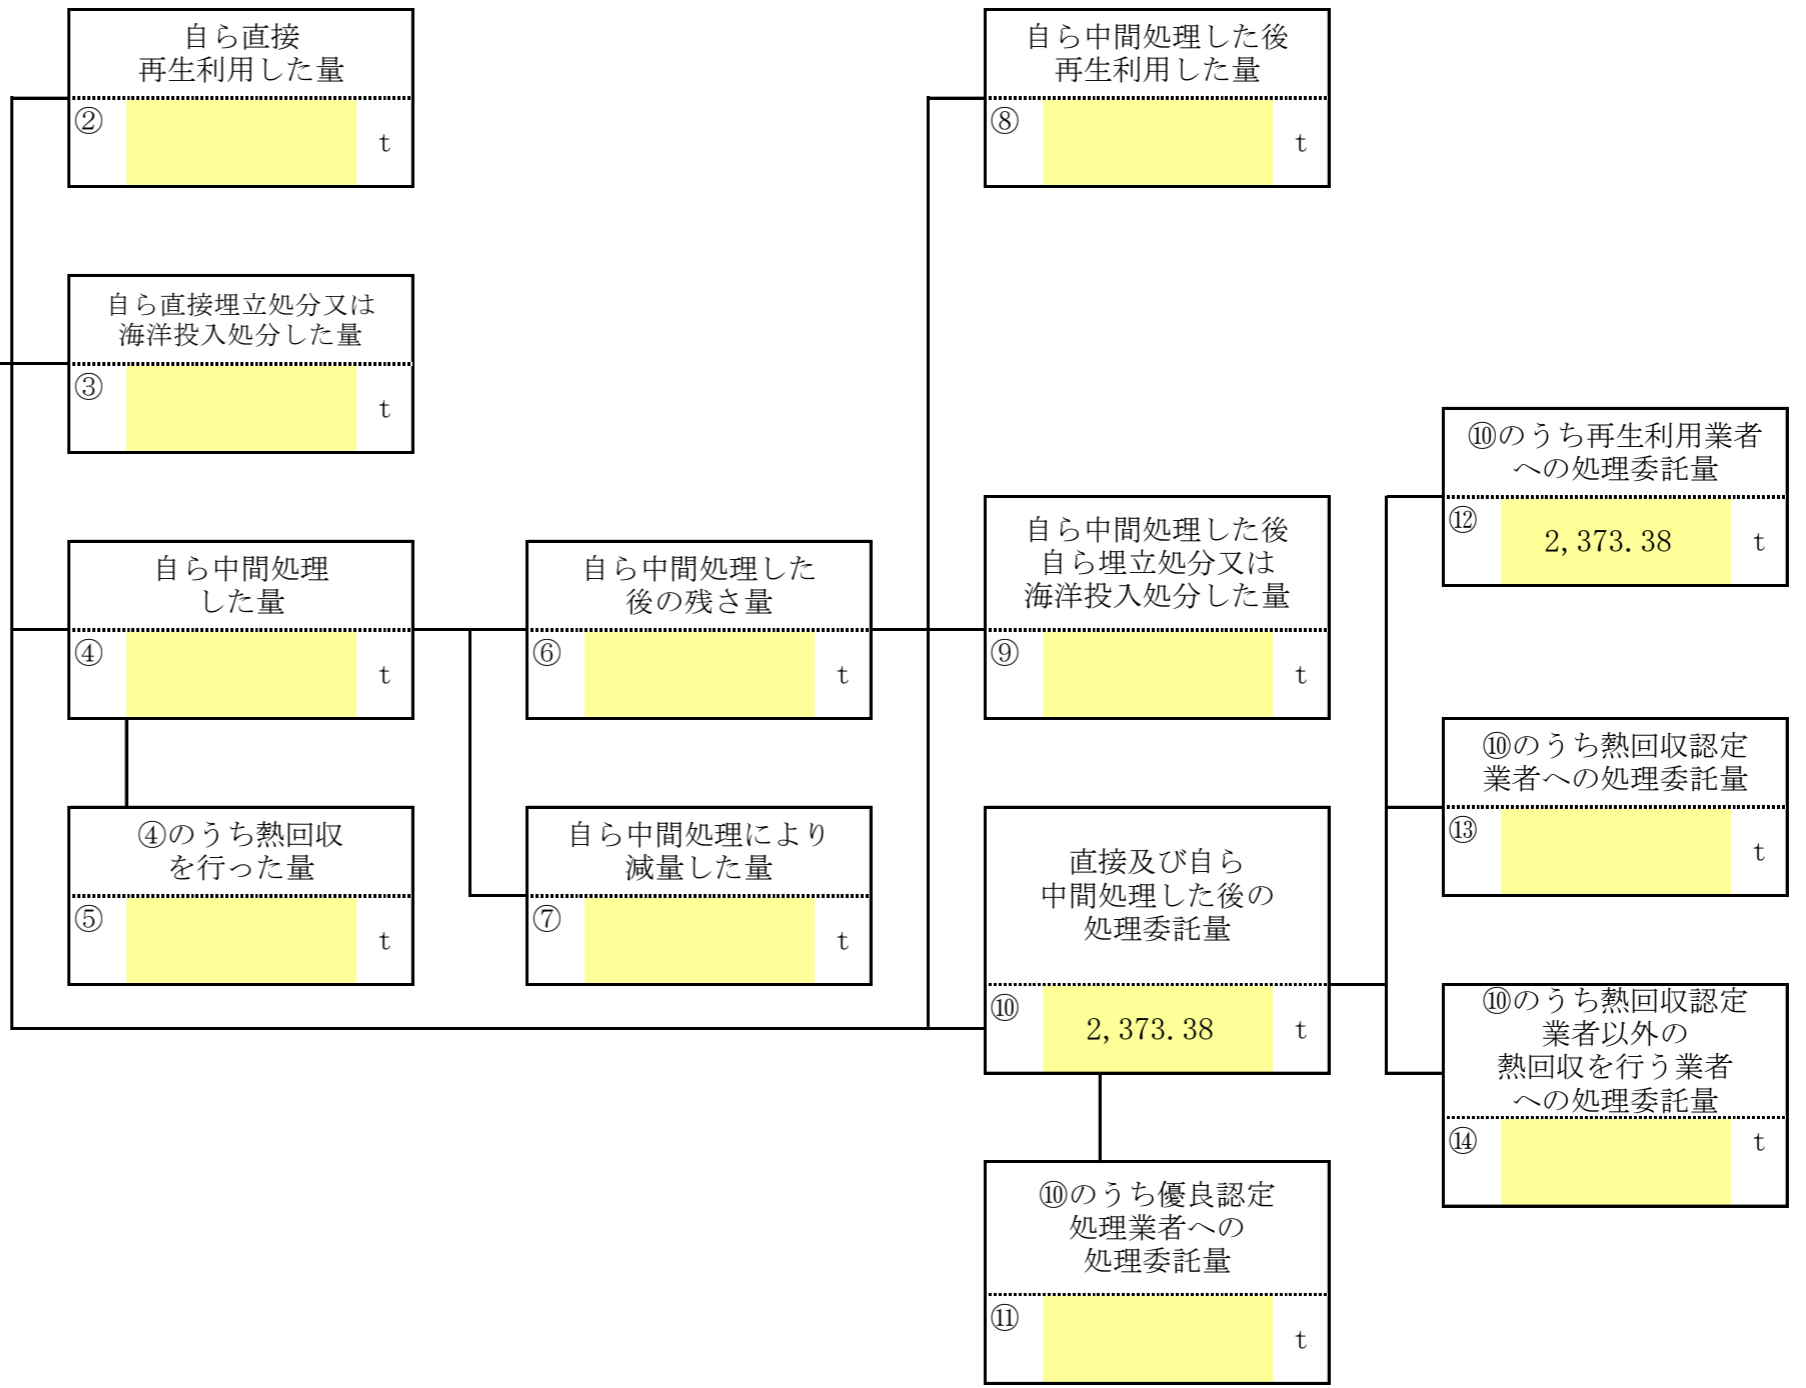 自ら直接
再生利用した量
②
t
自ら中間処理した後
再生利用した量
⑧
t
自ら直接埋立処分又は
海洋投入処分した量
③
t
⑩のうち再生利用業者
への処理委託量
⑫
2,373.38
t
自ら中間処理した後
自ら埋立処分又は
海洋投入処分した量
⑨
t
自ら中間処理
した量
④
t
自ら中間処理した
後の残さ量
⑥
t
⑩のうち熱回収認定
業者への処理委託量
⑬
t
④のうち熱回収
を行った量
⑤
t
自ら中間処理により
減量した量
⑦
t
直接及び自ら
中間処理した後の
処理委託量
⑩
2,373.38
t
⑩のうち熱回収認定
業者以外の
熱回収を行う業者
への処理委託量
⑭
t
⑩のうち優良認定
処理業者への
処理委託量
⑪
t